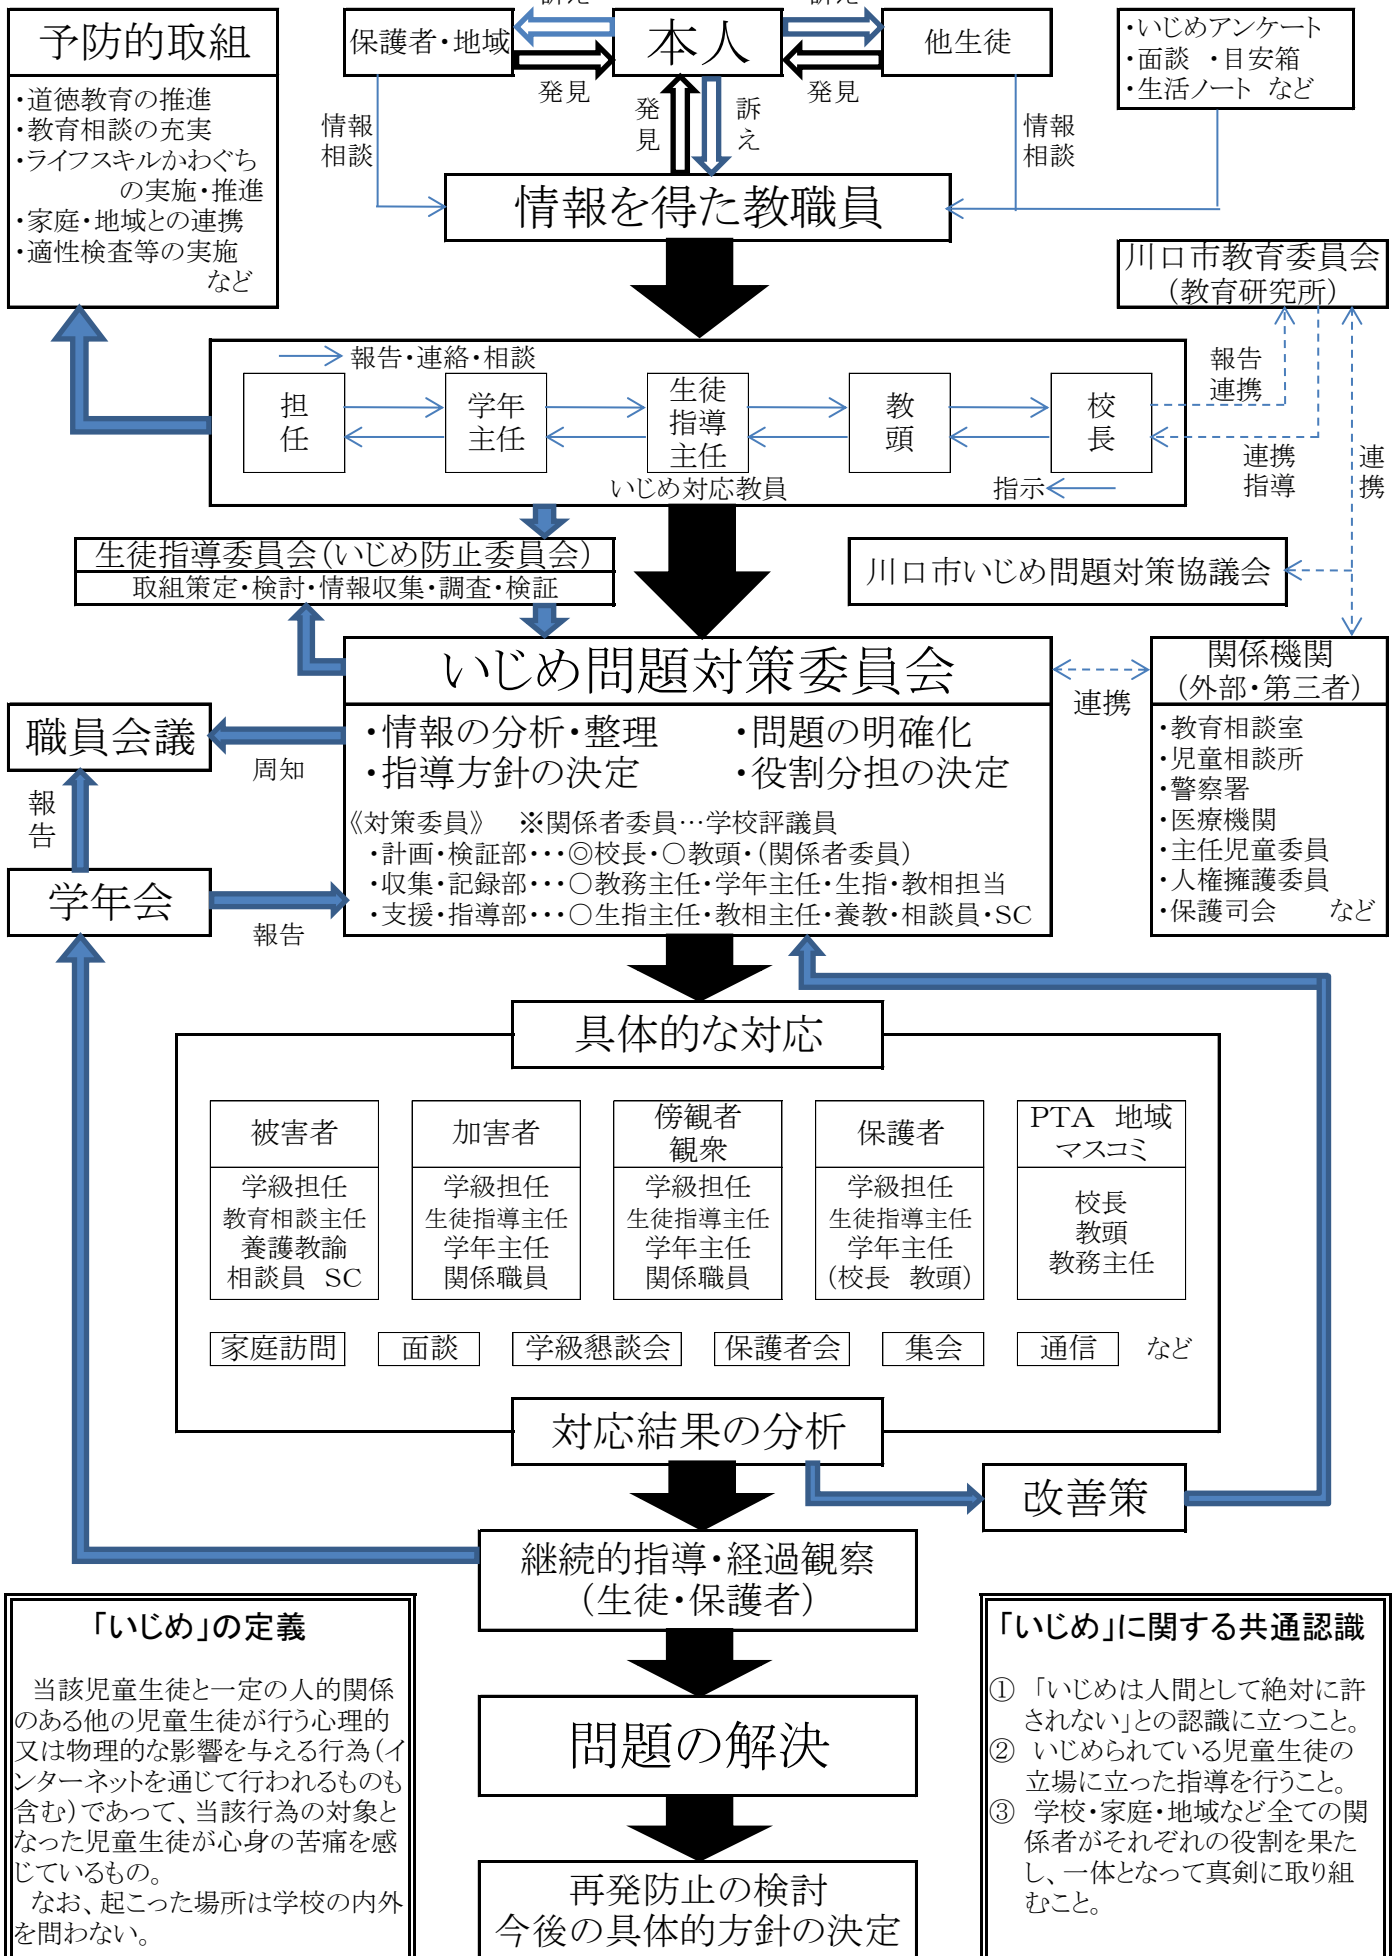 訴え
訴え
予防的取組
保護者・地域
本人
他生徒
・いじめアンケート
・面談 ・目安箱
・生活ノート など
発見
発見
・道徳教育の推進
・教育相談の充実
・ライフスキルかわぐち
の実施・推進
・家庭・地域との連携
・適性検査等の実施
など
情報
相談
発見
訴え
情報
相談
情報を得た教職員
川口市教育委員会
（教育研究所）
報告・連絡・相談
担任
学年
主任
生徒
指導
主任
教頭
校長
いじめ対応教員
指示
報告
連携
連携
指導
連携
生徒指導委員会（いじめ防止委員会）
取組策定・検討・情報収集・調査・検証
川口市いじめ問題対策協議会
いじめ問題対策委員会
・情報の分析・整理 ・問題の明確化
・指導方針の決定 ・役割分担の決定
《対策委員》 ※関係者委員…学校評議員
・計画・検証部・・・◎校長・○教頭・（関係者委員）
・収集・記録部・・・○教務主任・学年主任・生指・教相担当
・支援・指導部・・・○生指主任・教相主任・養教・相談員・SC
連携
関係機関
（外部・第三者）
・教育相談室
・児童相談所
・警察署
・医療機関
・主任児童委員
・人権擁護委員
・保護司会 など
職員会議
周知
報告
学年会
報告
具体的な対応
被害者
学級担任
教育相談主任
養護教諭
相談員 SC
加害者
学級担任
生徒指導主任
学年主任
関係職員
傍観者
観衆
学級担任
生徒指導主任
学年主任
関係職員
保護者
学級担任
生徒指導主任
学年主任
（校長 教頭）
PTA 地域
マスコミ
校長
教頭
教務主任
家庭訪問 面談 学級懇談会 保護者会 集会 通信 など
対応結果の分析
改善策
継続的指導・経過観察
（生徒・保護者）
問題の解決
再発防止の検討
今後の具体的方針の決定
「いじめ」の定義
当該児童生徒と一定の人的関係
のある他の児童生徒が行う心理的
又は物理的な影響を与える行為（イ
ンターネットを通じて行われるものも
含む）であって、当該行為の対象と
なった児童生徒が心身の苦痛を感
じているもの。
なお、起こった場所は学校の内外
を問わない。
「いじめ」に関する共通認識
① 「いじめは人間として絶対に許
されない」との認識に立つこと。
② いじめられている児童生徒の
立場に立った指導を行うこと。
③ 学校・家庭・地域など全ての関
係者がそれぞれの役割を果た
し、一体となって真剣に取り組
むこと。